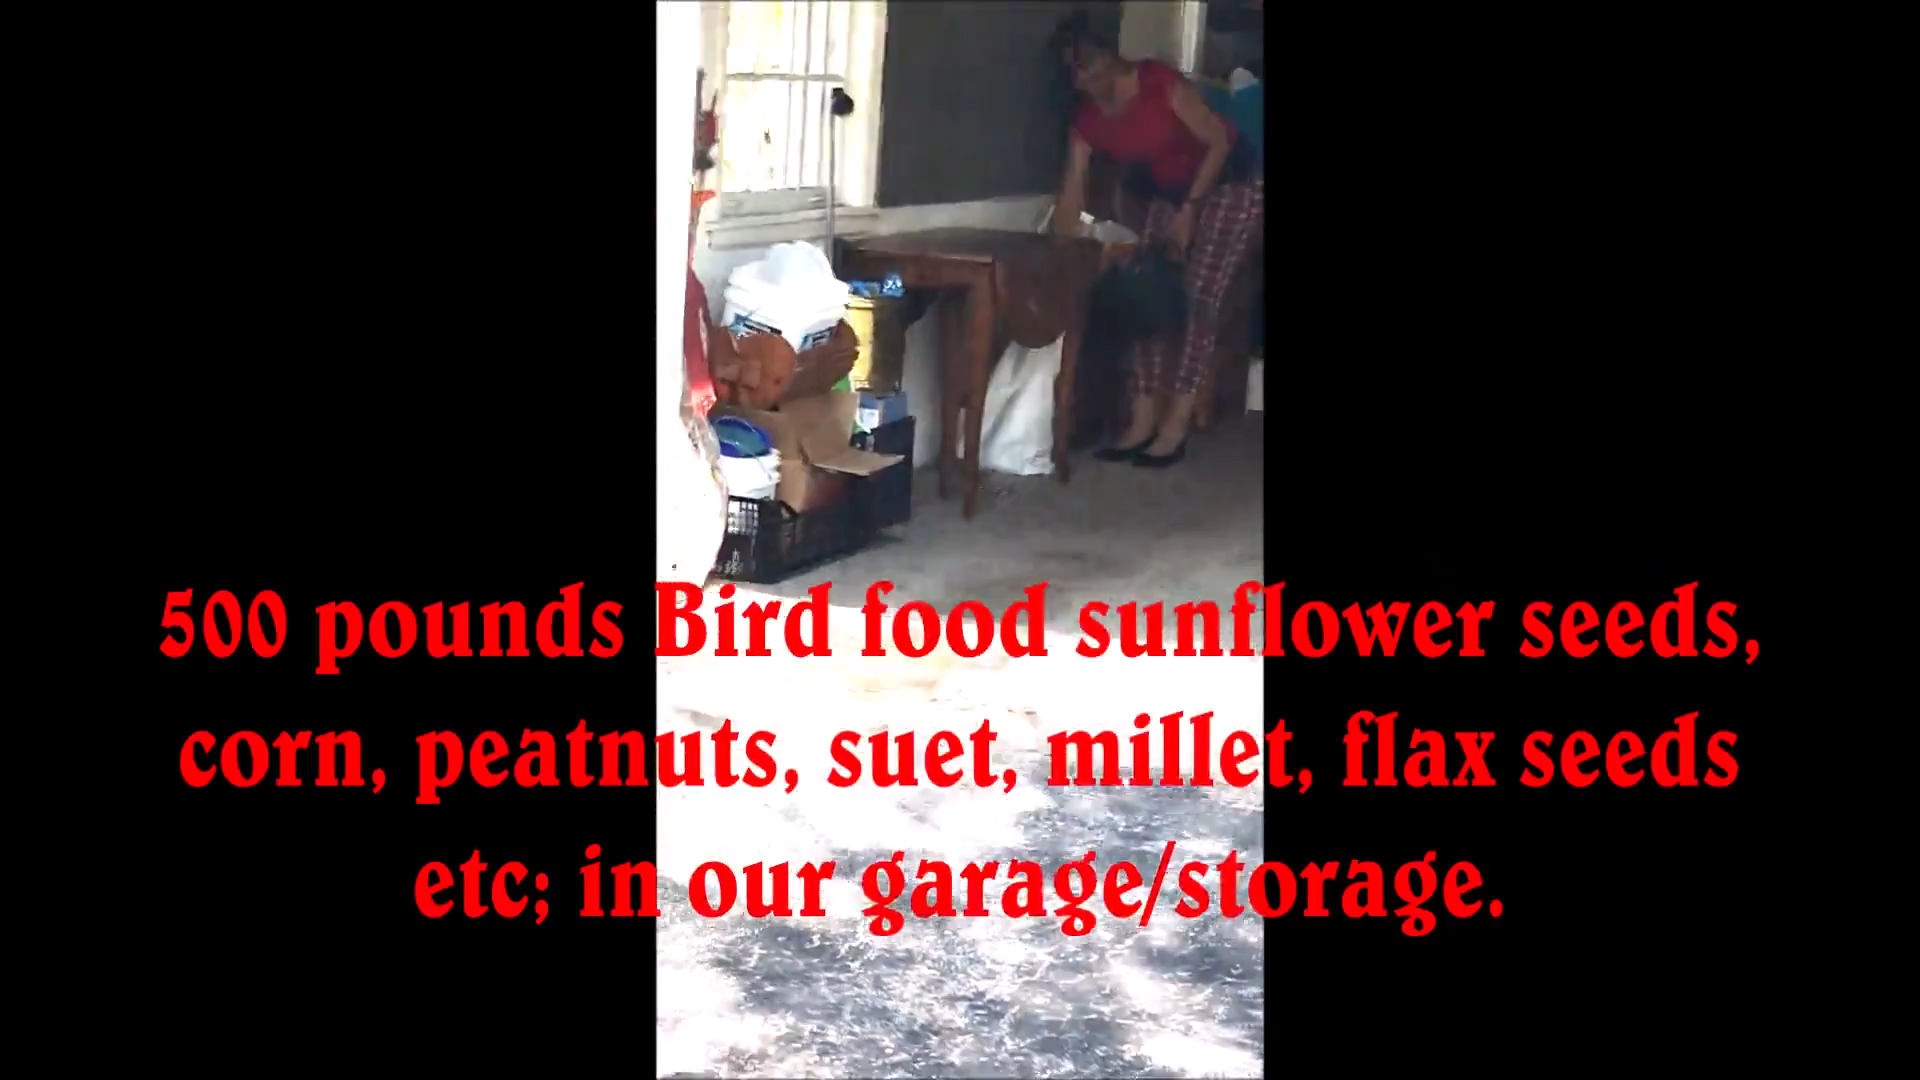 500 pounds Bird food sunflower seeds,
corn, peatnuts, suet, millet, flax seeds
etc; in our garage/storage.